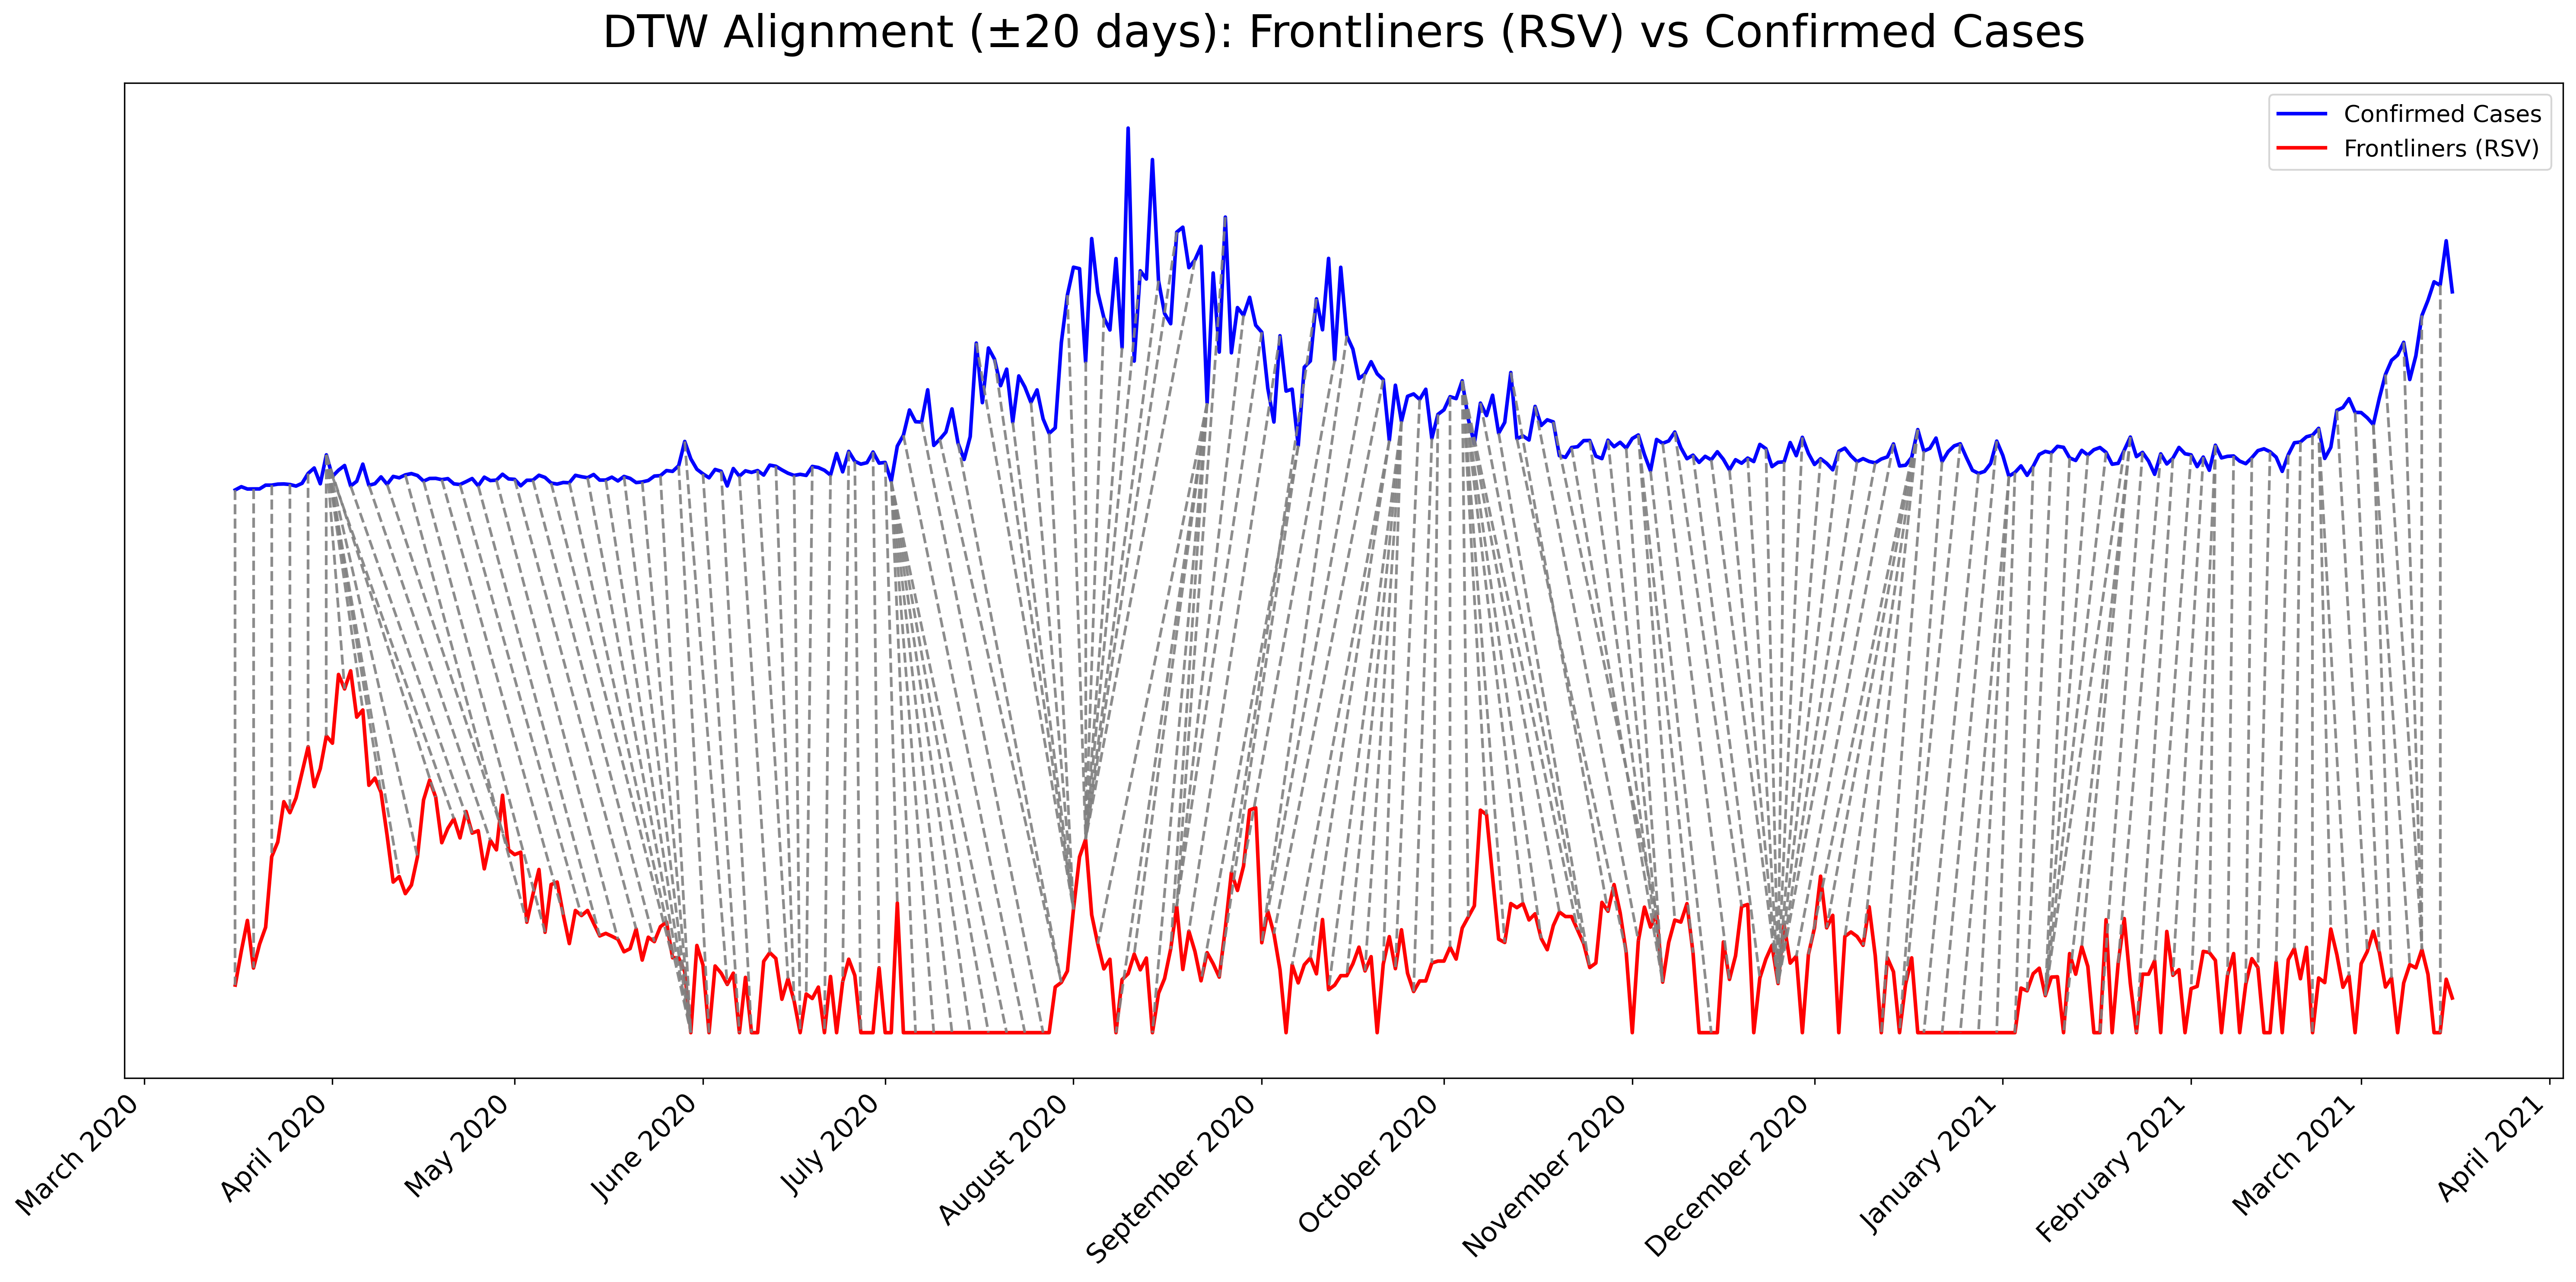 DTW Alignment (±20 days): Frontliners (RSV) vs Confirmed Cases
Confirmed Cases
Frontliners (RSV)
March 2020
April 2020
May 2020
June 2020
July 2020
August 2020
September 2020
October 2020
November 2020
December 2020
January 2021
February 2021
March 2021
April 2021